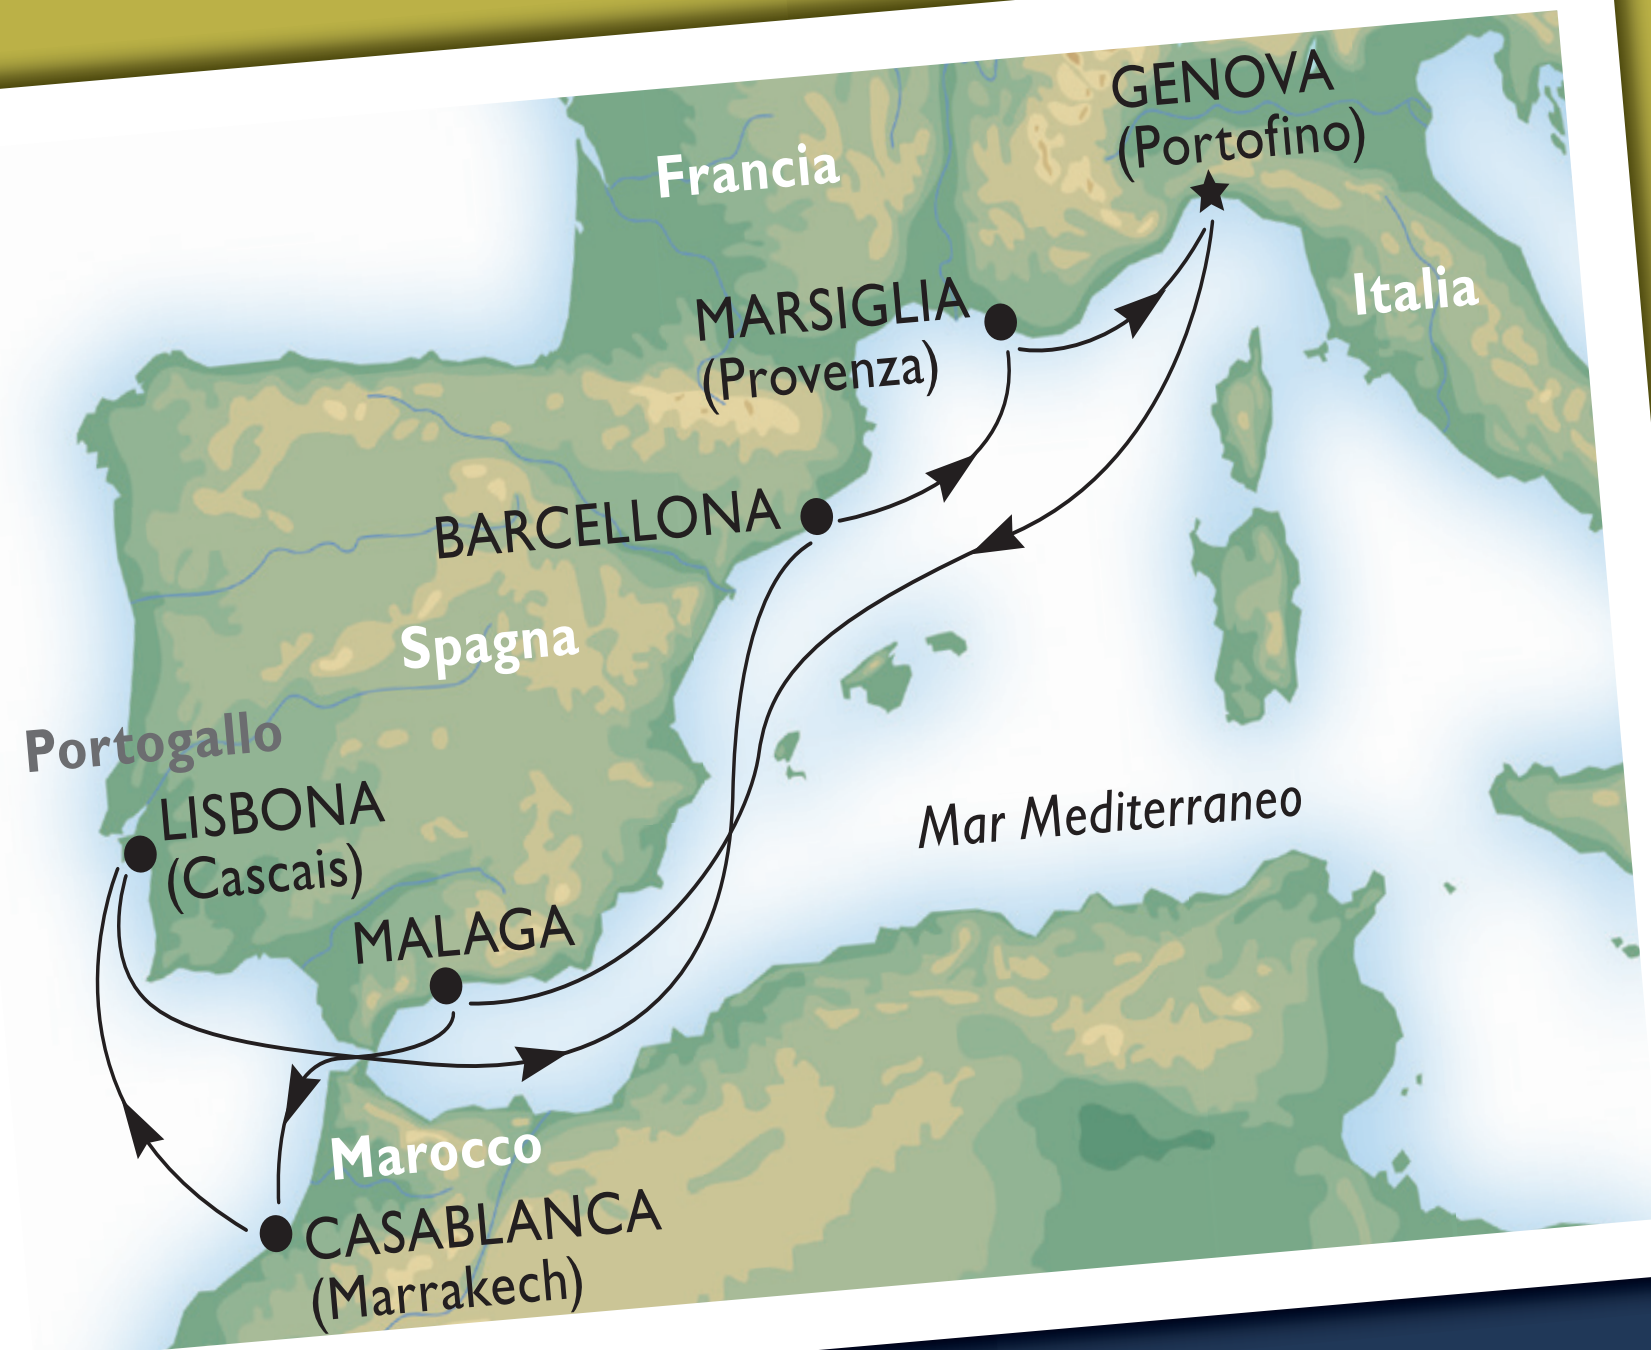 GENOVA
(Portofino)
Francia
MARSIGLIA
(Provenza)
Italia
BARCELLONA
Spagna
Portogallo
LISBONA
(Cascais)
Mar Mediterraneo
MALAGA
Marocco
CASABLANCA
(Marrakech)